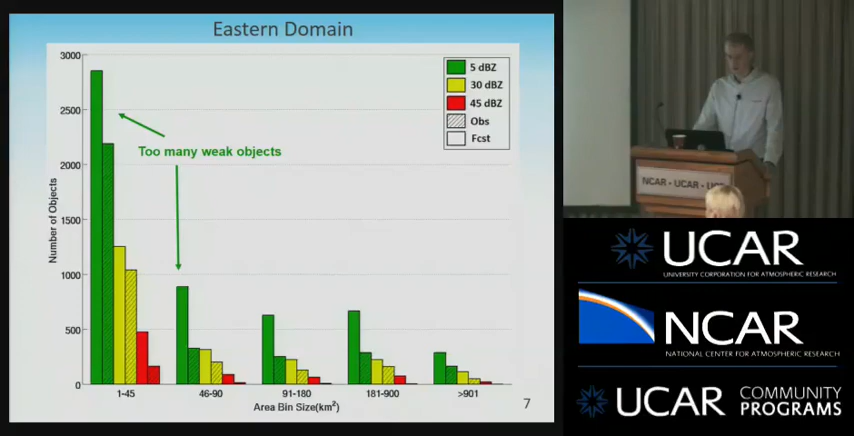 Eastern Domain
3000
2500
2000
1500
1000
500
0
Number of Objects
5 dBZ
30 dBZ
45 dBZ
Obs
Fcst
Too many weak objects
1-45
46-90
91-180
181-900
>901
Area Bin Size(km²)
7
NCAR • UCAR •
UCAR
UNIVERSITY CORPORATION FOR ATMOSPHERIC RESEARCH
NCAR
NATIONAL CENTER FOR ATMOSPHERIC RESEARCH
UCAR
COMMUNITY
PROGRAMS